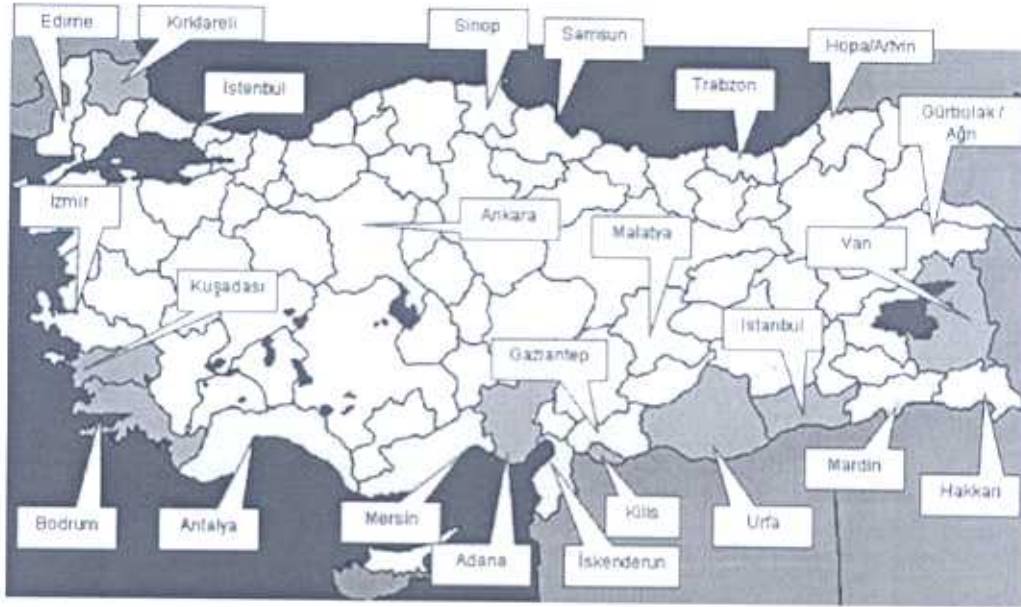 Edirne
Kırklareli
Sinop
Samsun
Hopa/Artvin
İstanbul
Trabzon
Gürbulak /
Ağrı
İzmir
Ankara
Malatya
Van
Kuşadası
Istanbul
Gaziantep
Mardin
Hakkari
Bodrum
Antalya
Mersin
Kilis
Urfa
Adana
İskenderun